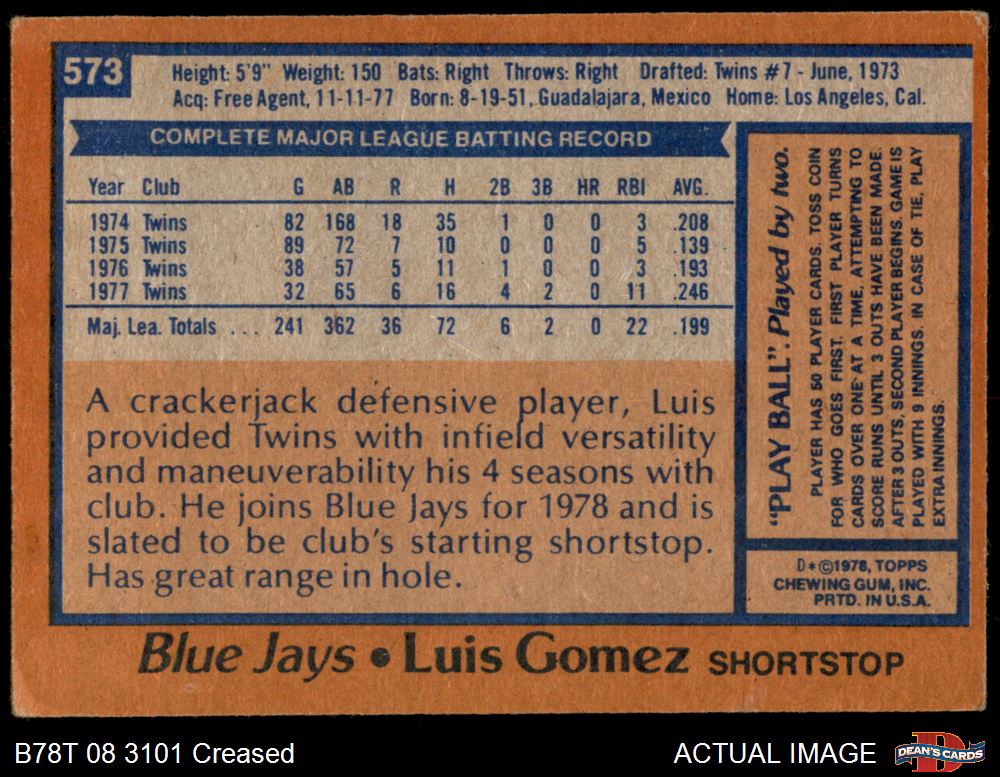 573
Height: 5'9" Weight: 150 Bats: Right Throws: Right Drafted: Twins #7 - June, 1973
Acq: Free Agent, 11-11-77 Born: 8-19-51, Guadalajara, Mexico Home: Los Angeles, Cal.
COMPLETE MAJOR LEAGUE BATTING RECORD
Year Club G AB R H 2B 3B HR RBI AVG.
1974 Twins 82 168 18 35 1 0 0 3 .208
1975 Twins 89 72 7 10 0 0 0 5 .139
1976 Twins 38 57 5 11 1 0 0 3 .193
1977 Twins 32 65 6 16 4 2 0 11 .246
Maj. Lea. Totals ... 241 362 36 72 6 2 0 22 .199
A crackerjack defensive player, Luis
provided Twins with infield versatility
and maneuverability his 4 seasons with
club. He joins Blue Jays for 1978 and is
slated to be club's starting shortstop.
Has great range in hole.
"PLAY BALL". Played by two.
PLAYER HAS 50 PLAYER CARDS. TOSS COIN
FOR WHO GOES FIRST. FIRST PLAYER TURNS
CARDS OVER ONE AT A TIME, ATTEMPTING TO
SCORE RUNS UNTIL 3 OUTS HAVE BEEN MADE.
AFTER 3 OUTS, SECOND PLAYER BEGINS. GAME IS
PLAYED WITH 9 INNINGS. IN CASE OF TIE, PLAY
EXTRA INNINGS.
D*©1978, TOPPS
CHEWING GUM, INC.
PRTD. IN U.S.A.
Blue Jays • Luis Gomez SHORTSTOP
B78T 08 3101 Creased
ACTUAL IMAGE
DEAN'S CARDS